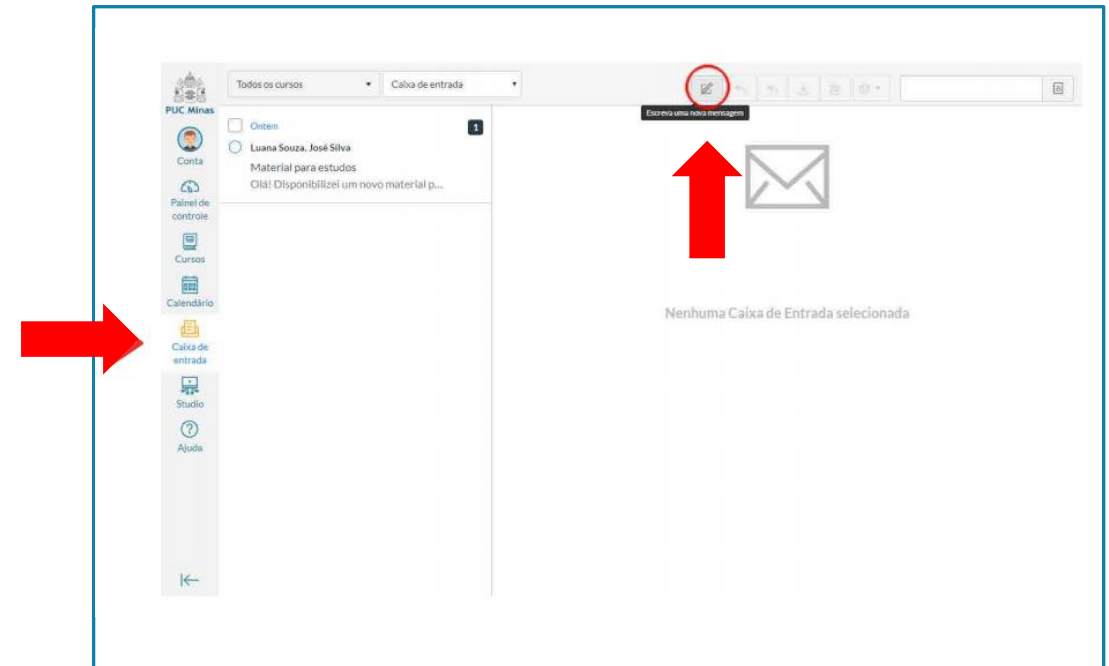 Todos os cursos
Caixa de entrada
PUC Minas
Conta
Painel de
controle
Cursos
Calendário
Caixa de
entrada
Studio
Ajuda
Ontem
1
Luana Souza, José Silva
Material para estudos
Olá! Disponibilizei um novo material p...
Escreva uma nova mensagem
Nenhuma Caixa de Entrada selecionada